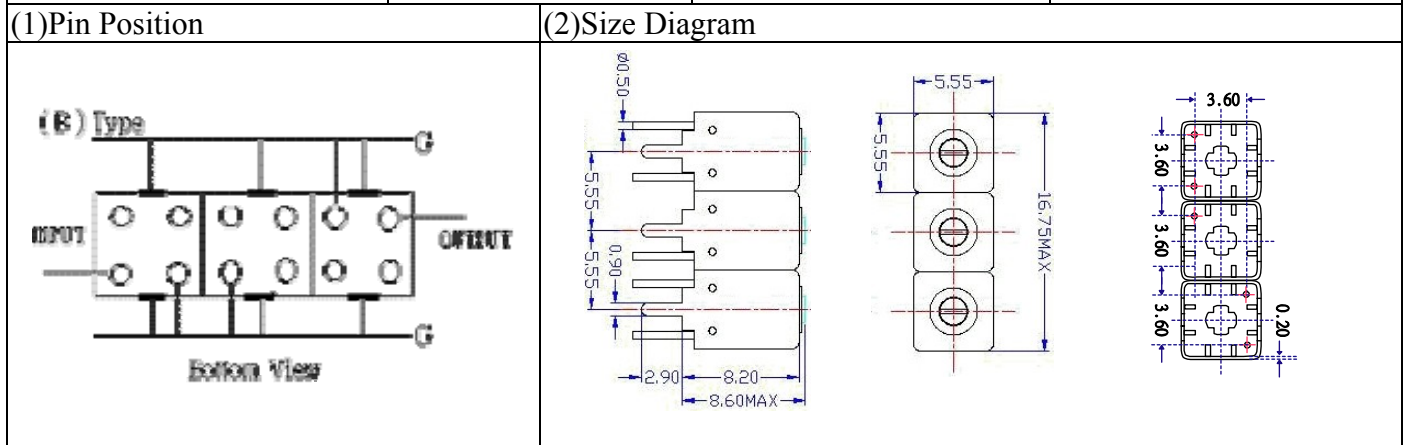 (1)Pin Position
(2)Size Diagram
(B) Type
G
INPUT
OUTPUT
G
Bottom View
ø0.50
5.55
5.55
0.90
2.90
8.20
8.60MAX
5.55
5.55
16.75MAX
3.60
3.60
3.60
3.60
0.20